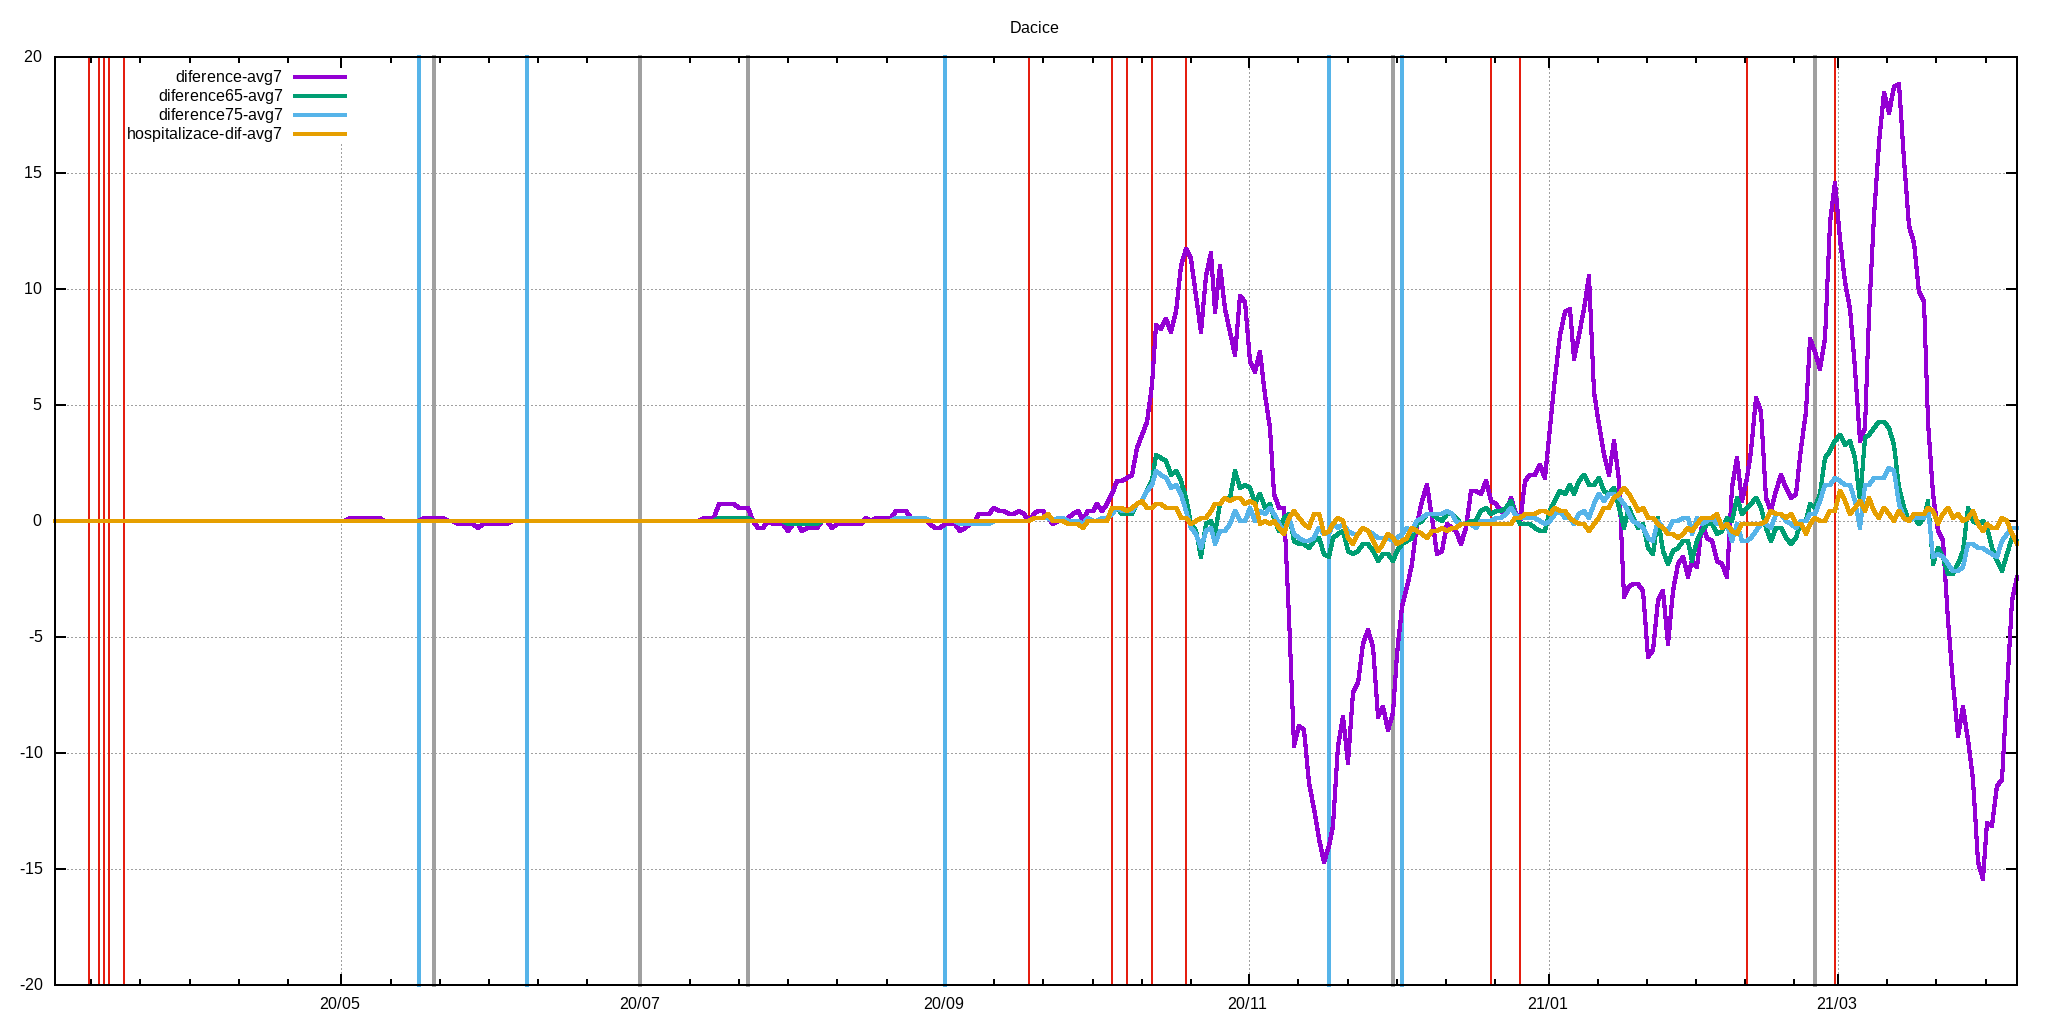 Dacice
20
diference-avg7
diference65-avg7
diference75-avg7
hospitalizace-dif-avg7
15
10
5
0
-5
-10
-15
-20
20/05 20/07 20/09 20/11 21/01 21/03